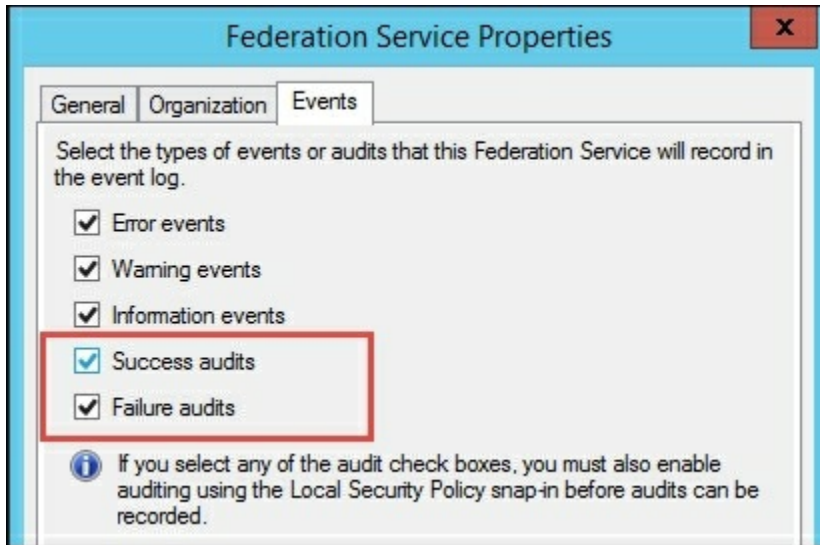 Federation Service Properties
x
General Organization Events
Select the types of events or audits that this Federation Service will record in
the event log.
Error events
Warning events
Information events
Success audits
Failure audits
If you select any of the audit check boxes, you must also enable
auditing using the Local Security Policy snap-in before audits can be
recorded.